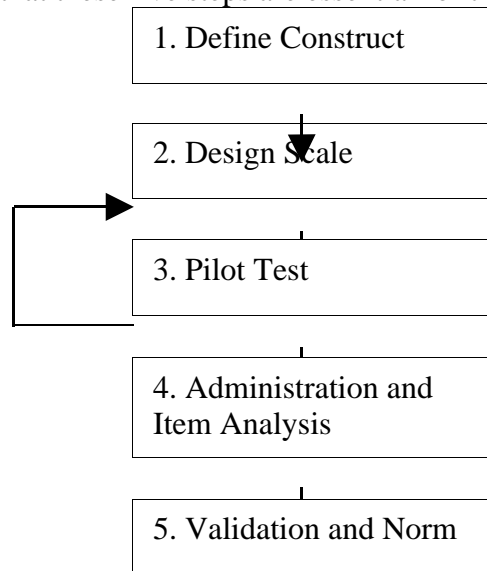 1. Define Construct
2. Design Scale
3. Pilot Test
4. Administration and
Item Analysis
5. Validation and Norm